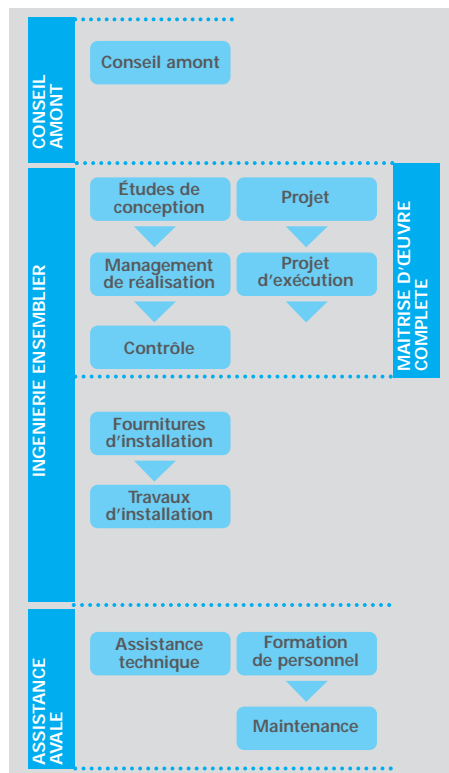 CONSEIL
AMONT
Conseil amont
INGENIERIE ENSEMBLIER
Études de
conception
Projet
Management
de réalisation
Projet
d'exécution
Contrôle
MAITRISE D'ŒUVRE
COMPLETE
Fournitures
d'installation
Travaux
d'installation
ASSISTANCE
AVALE
Assistance
technique
Formation
de personnel
Maintenance